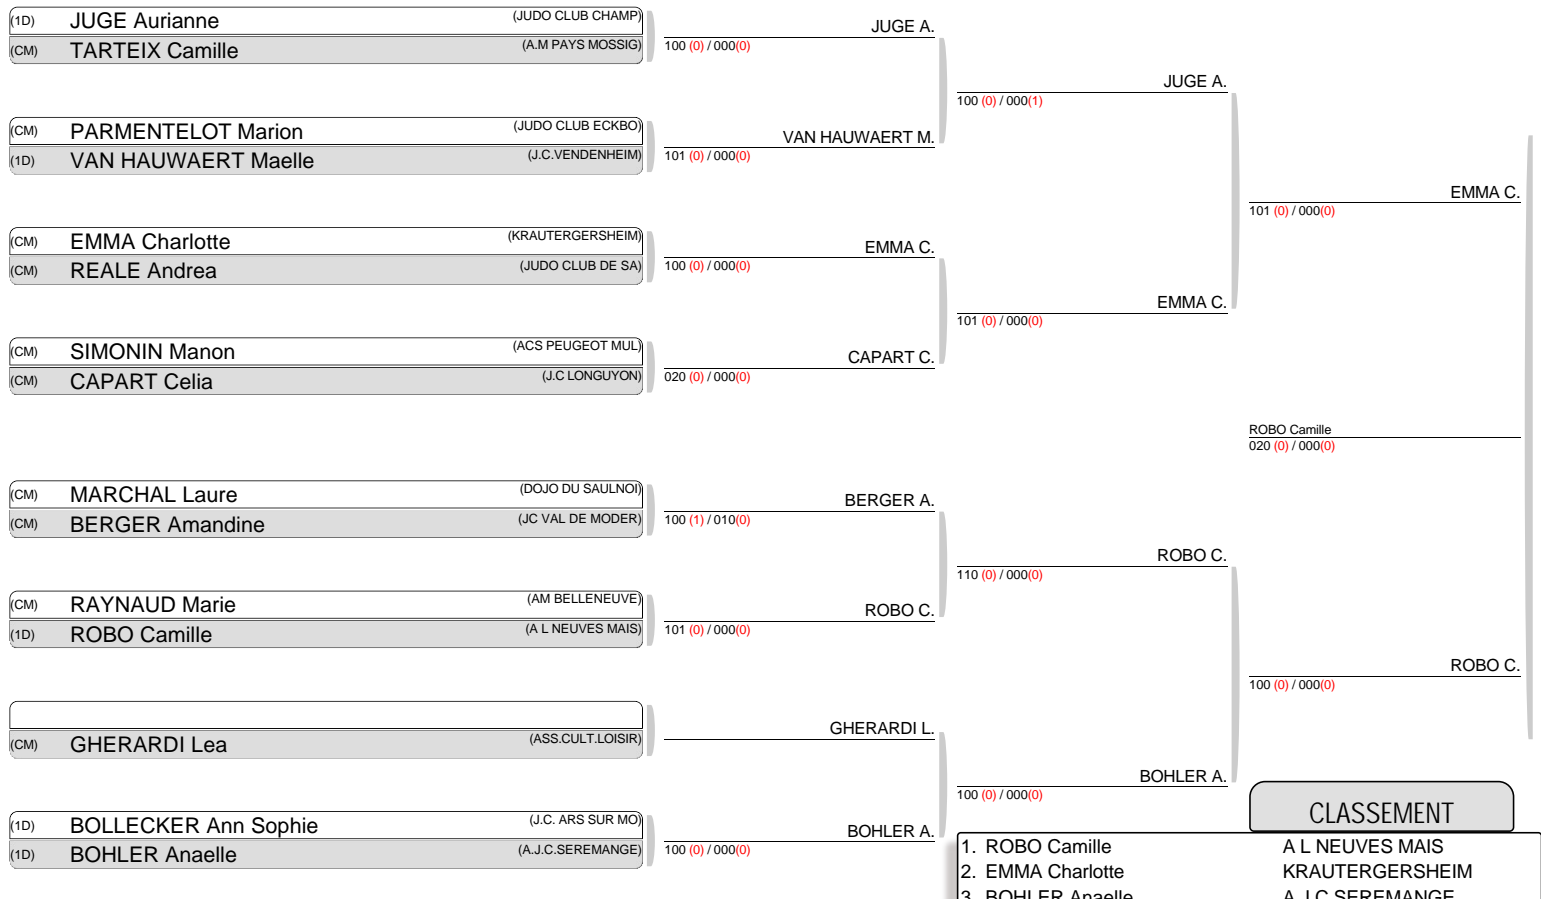 (1D) JUGE Aurianne (JUDO CLUB CHAMP)
(CM) TARTEIX Camille (A.M PAYS MOSSIG)
(CM) PARMENTELOT Marion (JUDO CLUB ECKBO)
(1D) VAN HAUWAERT Maelle (J.C.VENDENHEIM)
(CM) EMMA Charlotte (KRAUTERGERSHEIM)
(CM) REALE Andrea (JUDO CLUB DE SA)
(CM) SIMONIN Manon (ACS PEUGEOT MUL)
(CM) CAPART Celia (J.C LONGUYON)
(CM) MARCHAL Laure (DOJO DU SAULNOI)
(CM) BERGER Amandine (JC VAL DE MODER)
(CM) RAYNAUD Marie (AM BELLENEUVE)
(1D) ROBO Camille (A L NEUVES MAIS)
(CM) GHERARDI Lea (ASS.CULT.LOISIR)
(1D) BOLLECKER Ann Sophie (J.C. ARS SUR MO)
(1D) BOHLER Anaelle (A.J.C.SEREMANGE)
JUGE A.
100 (0) / 000(0)
VAN HAUWAERT M.
101 (0) / 000(0)
EMMA C.
100 (0) / 000(0)
CAPART C.
020 (0) / 000(0)
BERGER A.
100 (1) / 010(0)
ROBO C.
101 (0) / 000(0)
GHERARDI L.
BOHLER A.
100 (0) / 000(0)
JUGE A.
100 (0) / 000(1)
EMMA C.
101 (0) / 000(0)
ROBO C.
110 (0) / 000(0)
BOHLER A.
100 (0) / 000(0)
EMMA C.
101 (0) / 000(0)
ROBO Camille
020 (0) / 000(0)
ROBO C.
100 (0) / 000(0)
CLASSEMENT
1. ROBO Camille A L NEUVES MAIS
2. EMMA Charlotte KRAUTERGERSHEIM
3. BOHLER Anaelle A.J.C.SEREMANGE